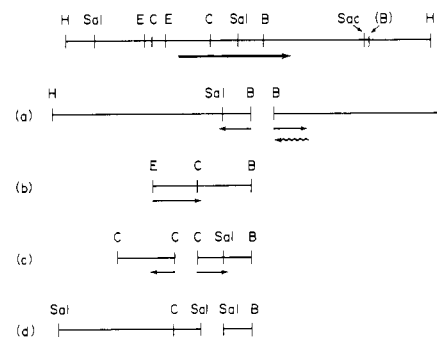 H Sal E C E C Sal B Sac (B) H
H Sal B B
(a)
E C B
(b)
C C C Sal B
(c)
Sal C Sal Sal B
(d)